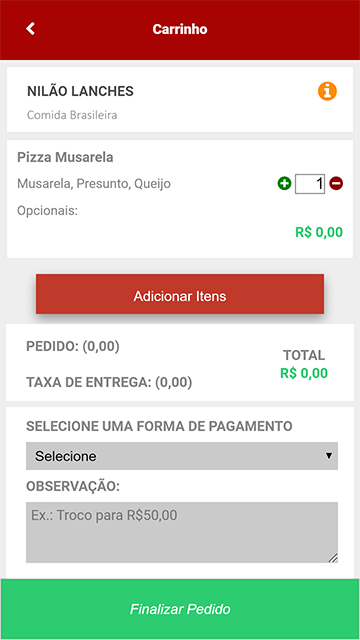 Carrinho
NILÃO LANCHES
Comida Brasileira
Pizza Musarela
Musarela, Presunto, Queijo
1
Opcionais:
R$ 0,00
Adicionar Itens
PEDIDO: (0,00)
TOTAL
R$ 0,00
TAXA DE ENTREGA: (0,00)
SELECIONE UMA FORMA DE PAGAMENTO
Selecione
OBSERVAÇÃO:
Ex.: Troco para R$50,00
Finalizar Pedido